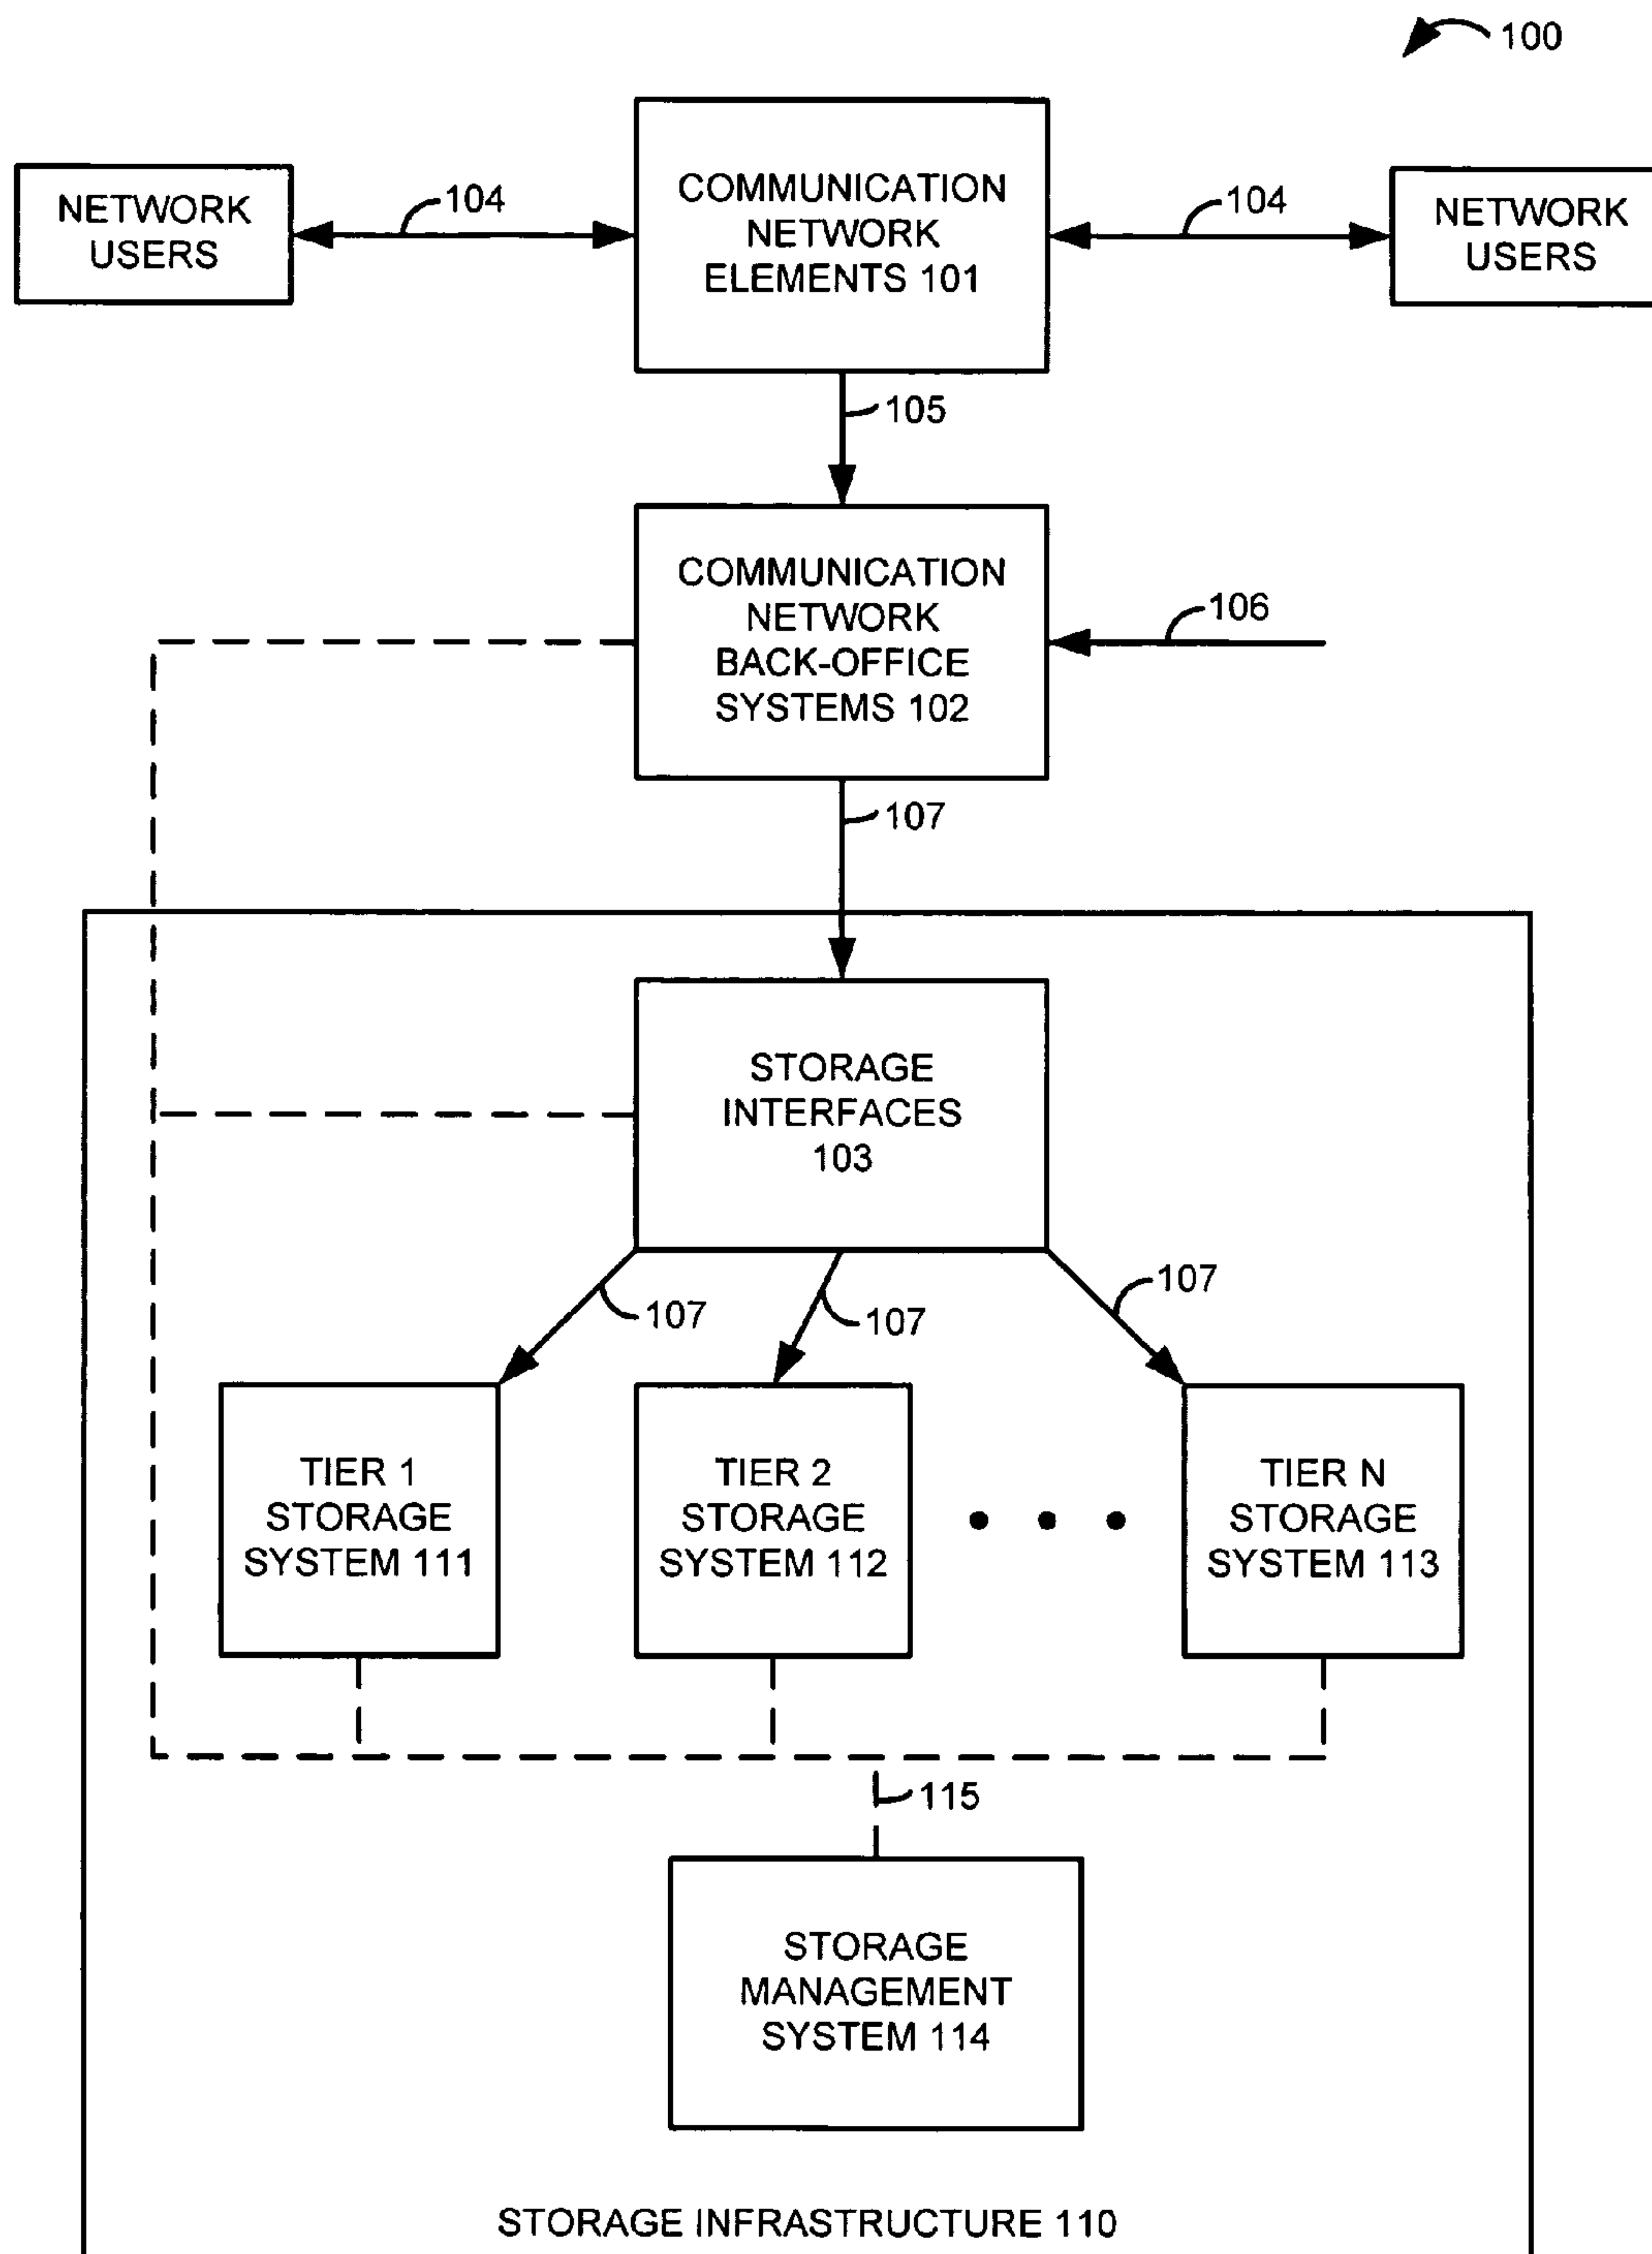 100
COMMUNICATION
NETWORK
ELEMENTS 101
NETWORK
USERS
104
104
NETWORK
USERS
105
COMMUNICATION
NETWORK
BACK-OFFICE
SYSTEMS 102
106
107
STORAGE
INTERFACES
103
107
107
107
TIER 1
STORAGE
SYSTEM 111
TIER 2
STORAGE
SYSTEM 112
TIER N
STORAGE
SYSTEM 113
115
STORAGE
MANAGEMENT
SYSTEM 114
STORAGE INFRASTRUCTURE 110